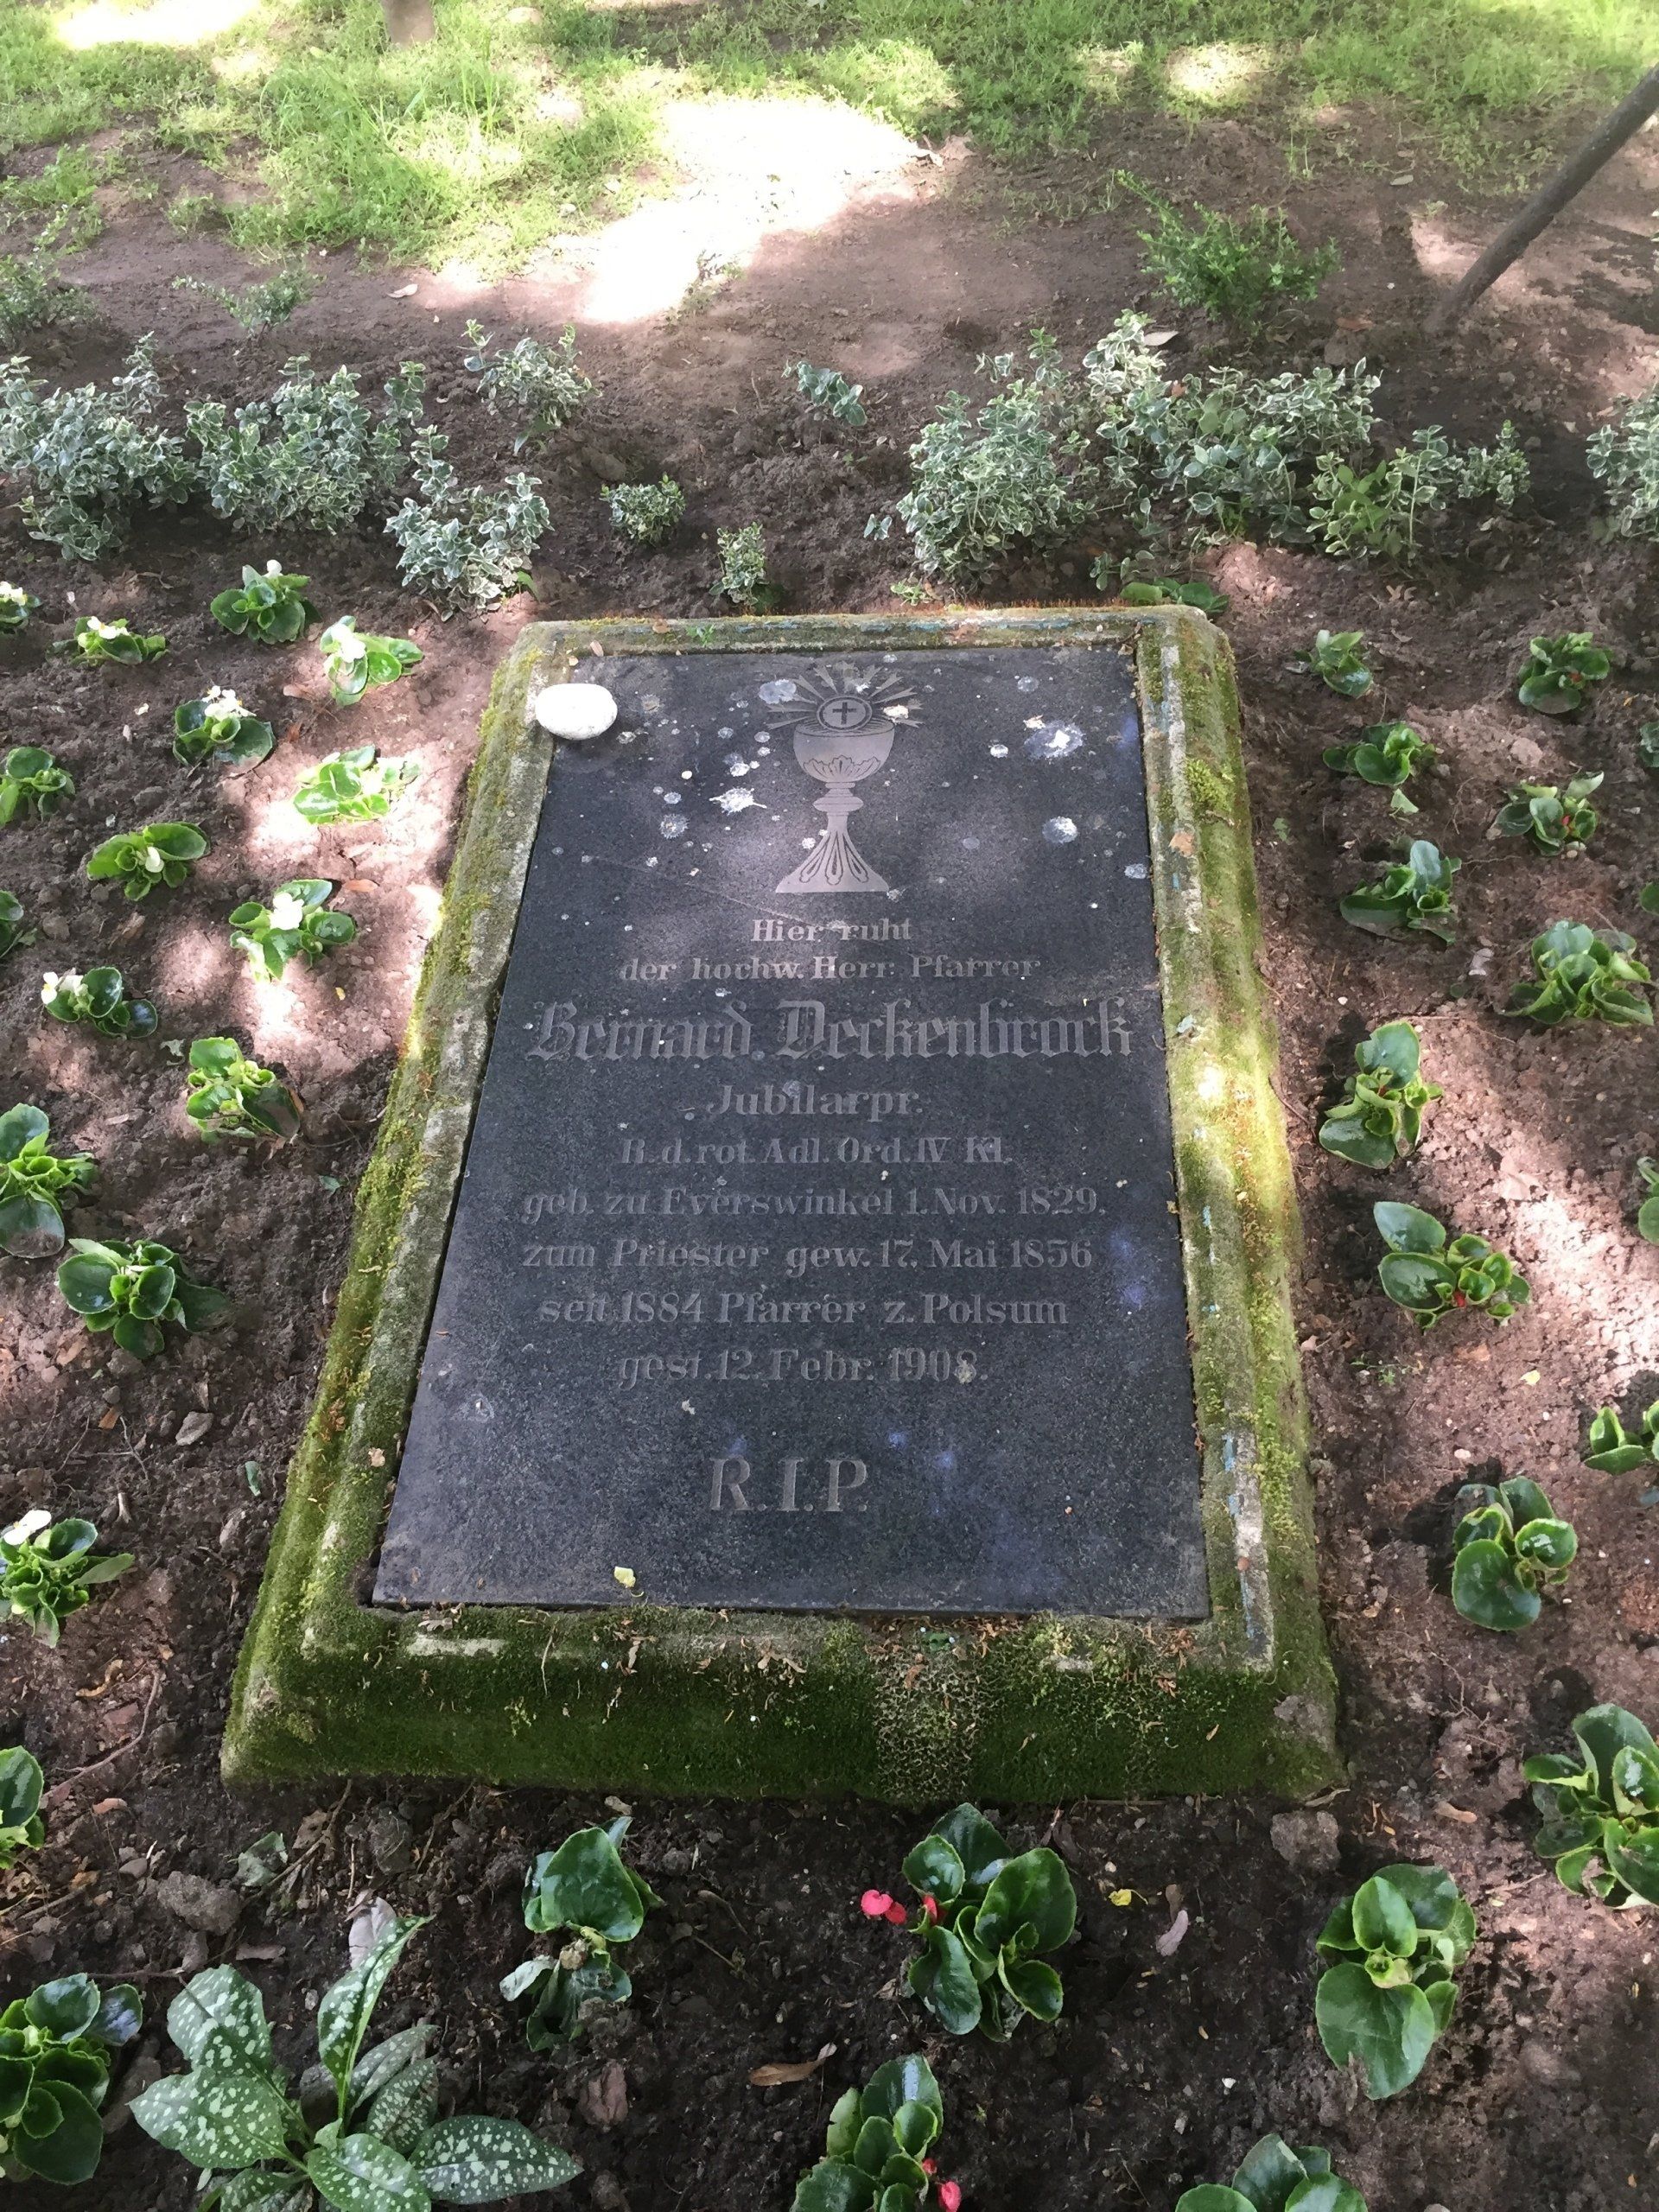 Hier ruht
der hochw. Herr Pfarrer
Bernard Deckenbrock
Jubilarpr.
R. d. rot. Adl. Ord. IV Kl.
geb. zu Everswinkel 1. Nov. 1829,
zum Priester gew. 17. Mai 1856
seit 1884 Pfarrer z. Polsum
gest. 12. Febr. 1908.
R.I.P.